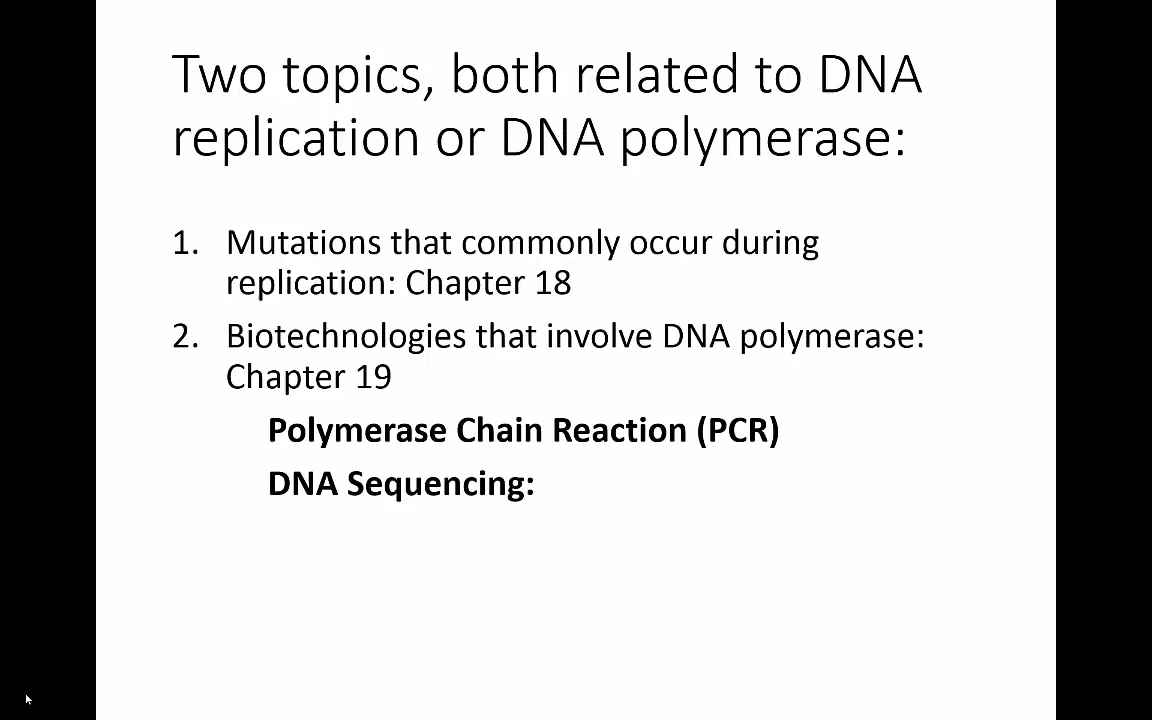 Two topics, both related to DNA
replication or DNA polymerase:
1. Mutations that commonly occur during
replication: Chapter 18
2. Biotechnologies that involve DNA polymerase:
Chapter 19
Polymerase Chain Reaction (PCR)
DNA Sequencing: